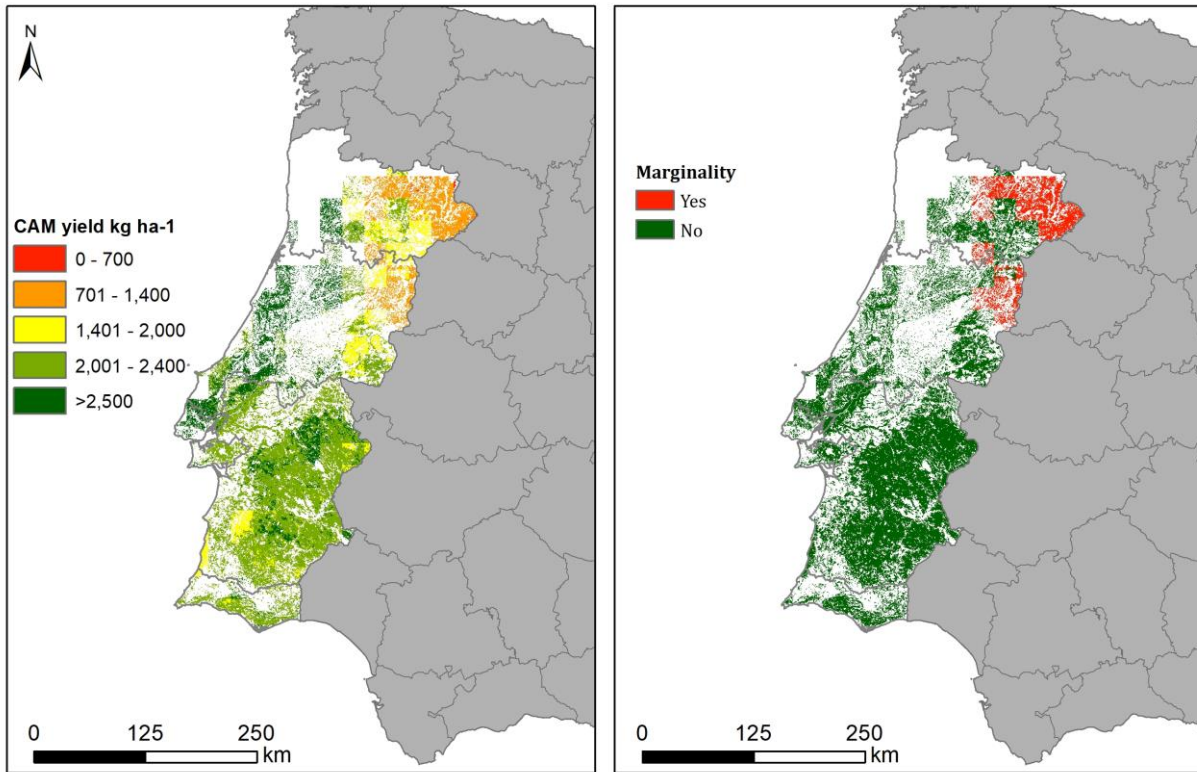 N
CAM yield kg ha-1
0 - 700
701 - 1,400
1,401 - 2,000
2,001 - 2,400
>2,500
0 125 250
km
Marginality
Yes
No
0 125 250
km